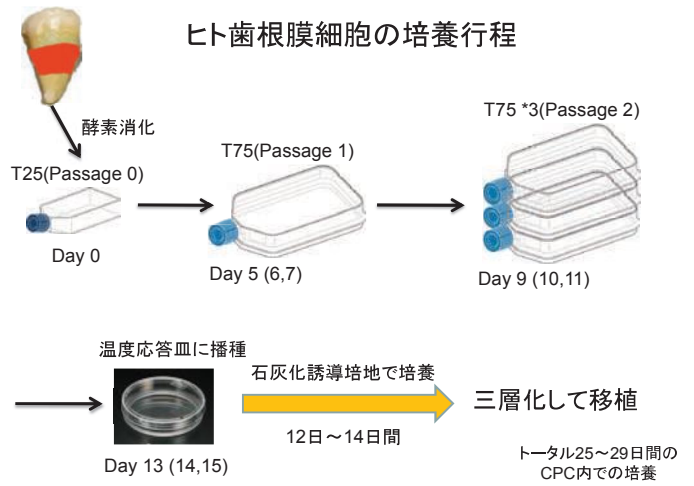 ヒト歯根膜細胞の培養行程
酵素消化
T25(Passage 0)
Day 0
T75(Passage 1)
Day 5 (6,7)
T75 *3(Passage 2)
Day 9 (10,11)
温度応答皿に播種
Day 13 (14,15)
石灰化誘導培地で培養
12日～14日間
三層化して移植
トータル25～29日間の
CPC内での培養